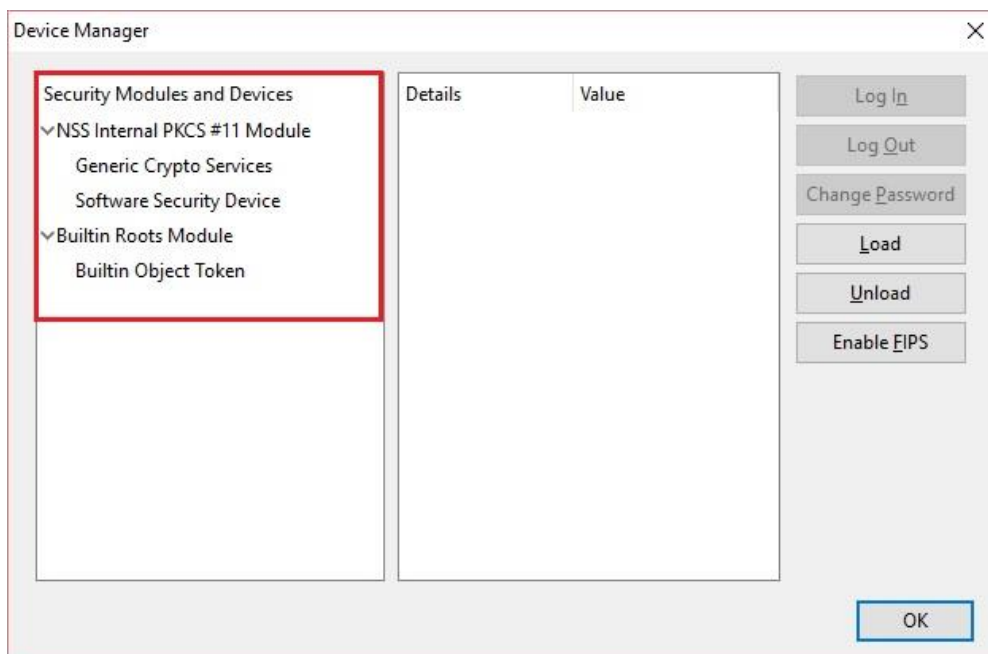 Device Manager
Security Modules and Devices
NSS Internal PKCS #11 Module
Generic Crypto Services
Software Security Device
Builtin Roots Module
Builtin Object Token
Details Value
Log In
Log Out
Change Password
Load
Unload
Enable FIPS
OK